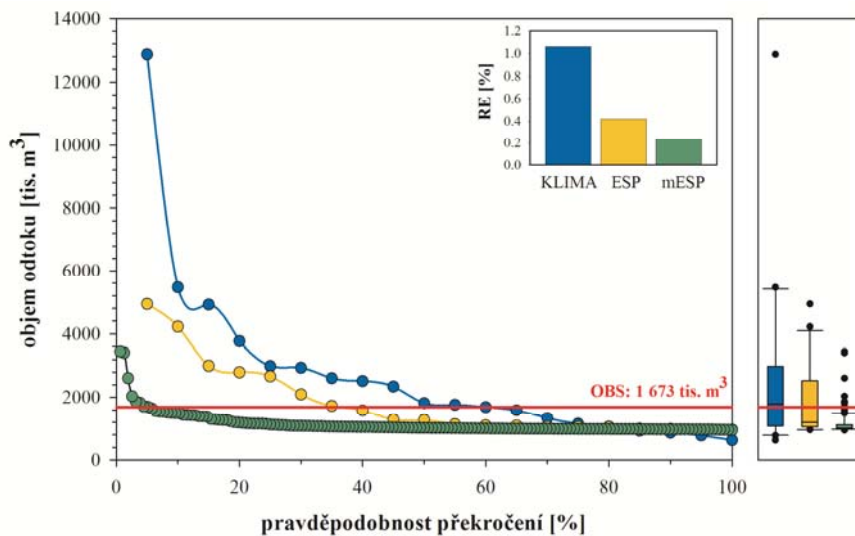 14000
12000
10000
8000
6000
4000
2000
0
objem odtoku [tis. m³]
0 20 40 60 80 100
pravděpodobnost překročení [%]
1.2
1.0
0.8
0.6
0.4
0.2
0.0
RE [%]
KLIMA ESP mESP
OBS: 1 673 tis. m³